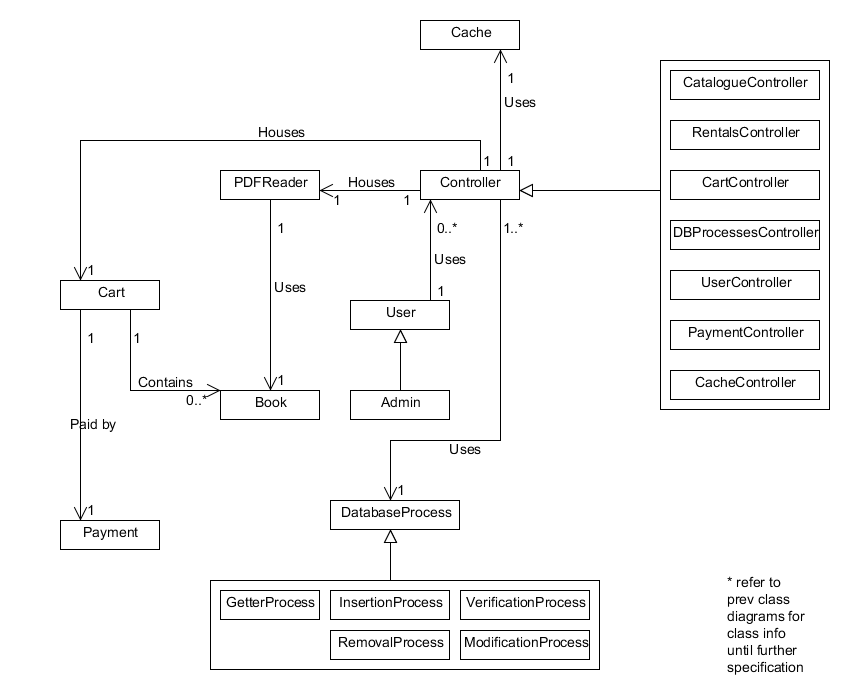 Cache
1
Uses
CatalogueController
RentalsController
CartController
DBProcessesController
UserController
PaymentController
CacheController
Houses
1
1
PDFReader
Houses
Controller
1
1
1
0..*
1..*
Uses
Uses
1
1
Cart
1
1
User
Contains
0..*
1
Book
Admin
Paid by
Uses
1
1
Payment
DatabaseProcess
GetterProcess
InsertionProcess
VerificationProcess
RemovalProcess
ModificationProcess
* refer to
prev class
diagrams for
class info
until further
specification